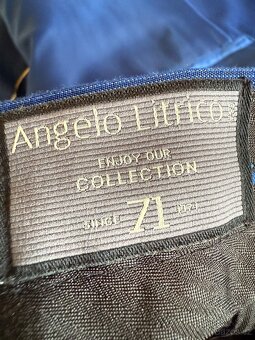 Angelo Litrico
ENJOY OUR
COLLECTION
SINCE 71